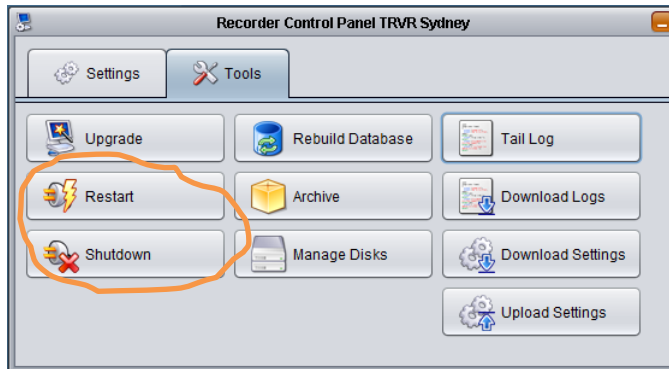 Recorder Control Panel TRVR Sydney
Settings
Tools
Upgrade
Rebuild Database
Tail Log
Restart
Archive
Download Logs
Shutdown
Manage Disks
Download Settings
Upload Settings